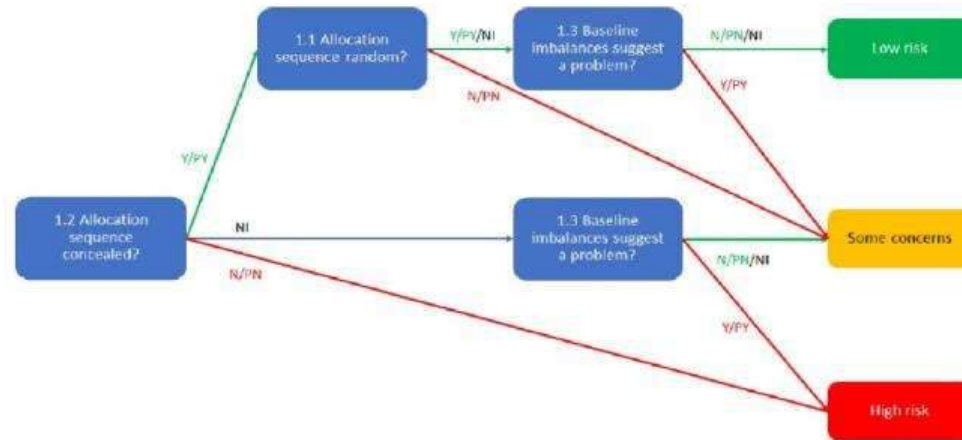 1.1 Allocation
sequence random?
Y/PY/NI
1.3 Baseline
imbalances suggest
a problem?
N/PN/NI
Low risk
N/PN
Y/PY
Y/PY
1.2 Allocation
sequence
concealed?
NI
1.3 Baseline
imbalances suggest
a problem?
N/PN/NI
Some concerns
N/PN
Y/PY
High risk